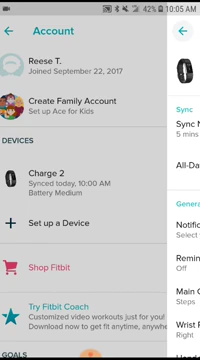 42% 10:05 AM
Account
Reese T.
Joined September 22, 2017
Create Family Account
Set up Ace for Kids
DEVICES
Charge 2
Synced today, 10:00 AM
Battery Medium
Set up a Device
Shop Fitbit
Try Fitbit Coach
Customized video workouts just for you!
Download now to get fit anytime, anywhe
GOALS
Sync
Sync N
5 mins
All-Da
Genera
Notific
Select
Remin
Off
Main G
Steps
Wrist P
Right